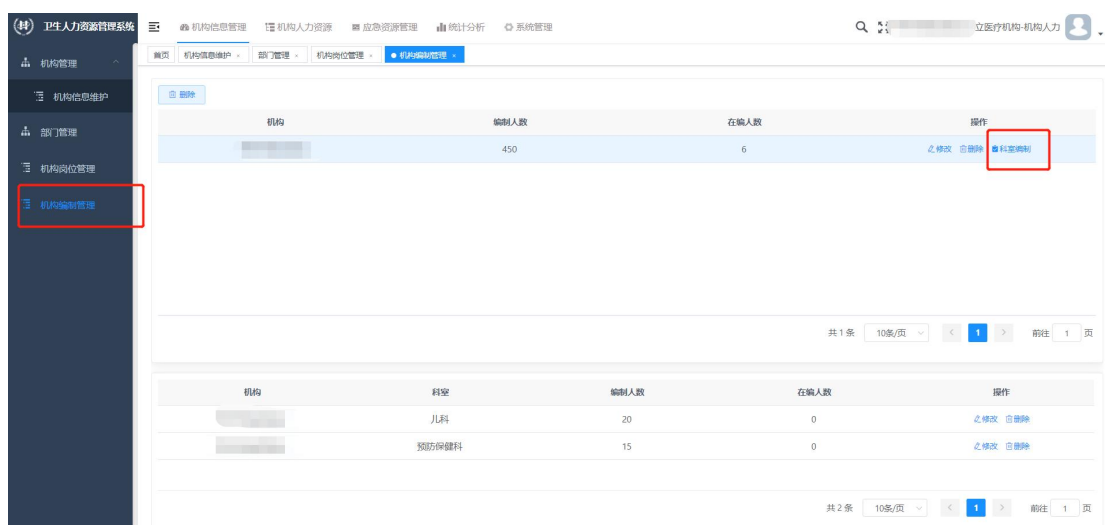 卫生人力资源管理系统
机构信息管理 机构人力资源 应急资源管理 统计分析 系统管理
立医疗机构-机构人力
首页 机构信息维护 × 部门管理 × 机构岗位管理 × 机构编制管理 ×
机构管理
机构信息维护
部门管理
机构岗位管理
机构编制管理
删除
机构 编制人数 在编人数 操作
450 6 修改 删除 科室编制
共 1 条 10条/页 < 1 > 前往 1 页
机构 科室 编制人数 在编人数 操作
儿科 20 0 修改 删除
预防保健科 15 0 修改 删除
共 2 条 10条/页 < 1 > 前往 1 页